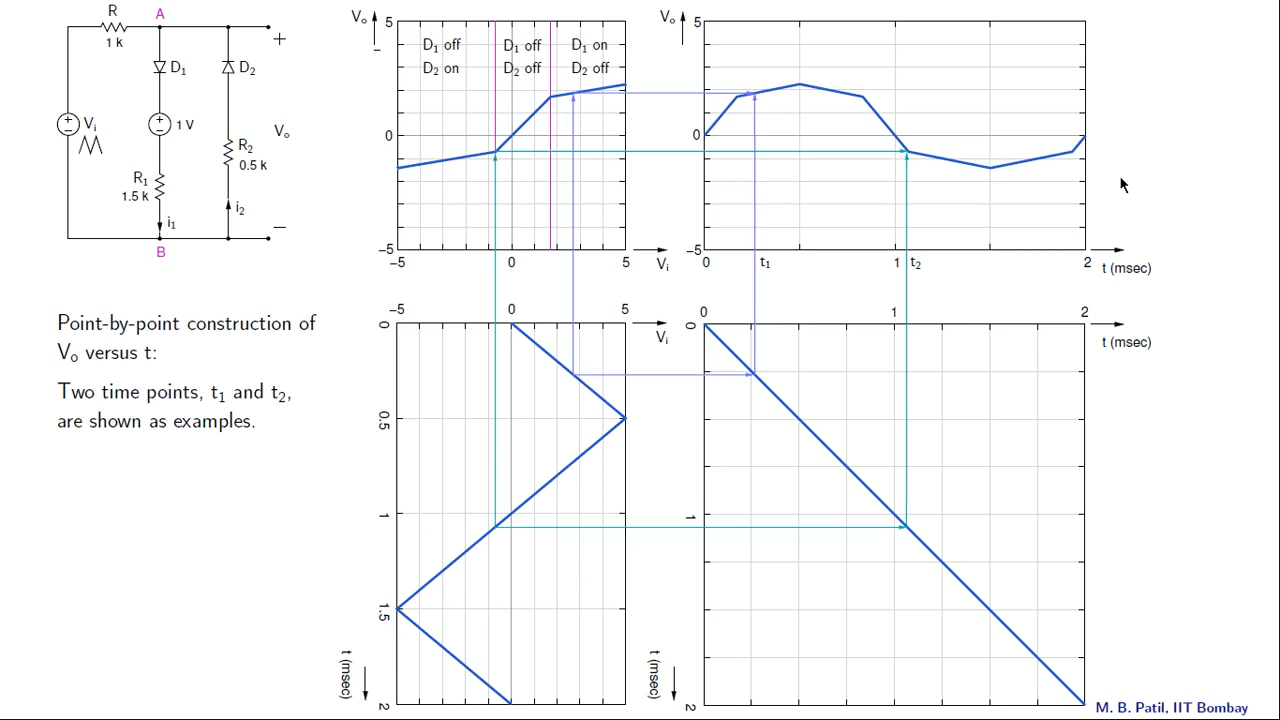 R
1 k
A
D1
D2
Vi
1 V
Vo
R1
1.5 k
R2
0.5 k
i1
i2
B
+
−
Vo
5
0
−5
D1 off
D2 on
D1 off
D2 off
D1 on
D2 off
−5
0
5
Vi
Vo
5
0
−5
0
t1
1
t2
2
t (msec)
Point-by-point construction of
Vo versus t:
Two time points, t1 and t2,
are shown as examples.
−5
0
5
Vi
0
0.5
1
1.5
2
t (msec)
0
1
2
t (msec)
0
1
2
t (msec)
M. B. Patil, IIT Bombay